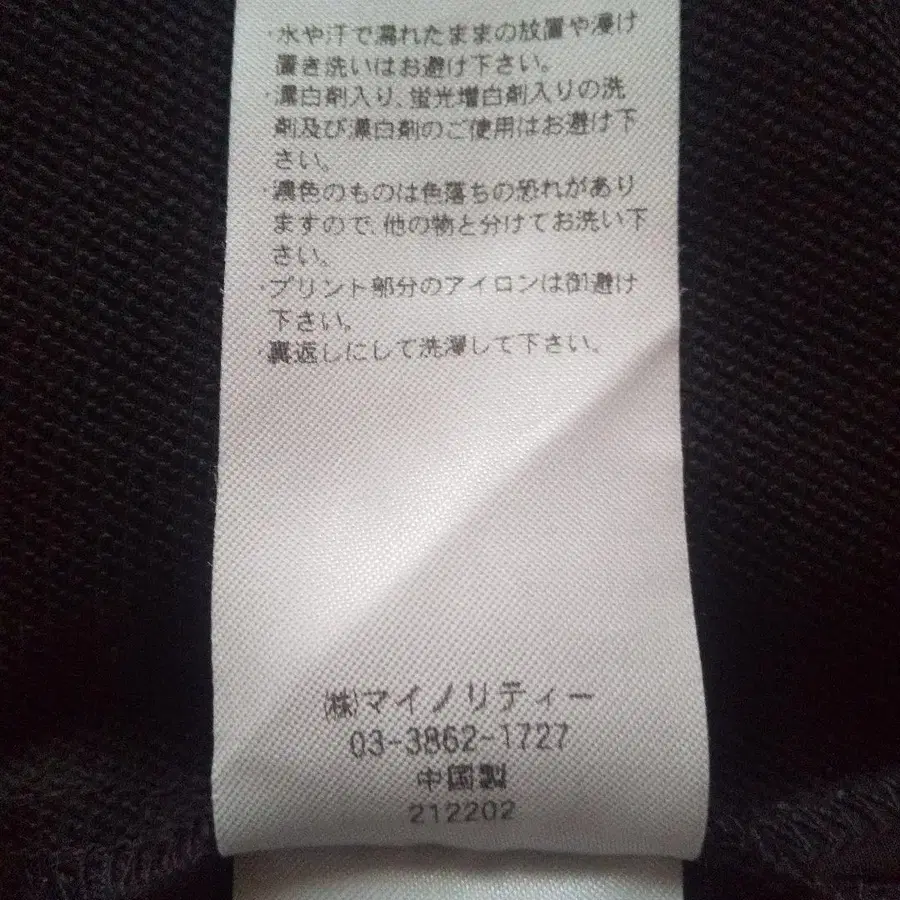 ・水や汗で濡れたままの放置や浸け
置き洗いはお避け下さい。
・漂白剤入り、蛍光増白剤入りの洗
剤及び漂白剤のご使用はお避け下
さい。
・濃色のものは色落ちの恐れがあり
ますので、他の物と分けてお洗い下
さい。
・プリント部分のアイロンは御避け
下さい。
・裏返しにして洗濯して下さい。
㈱マイノリティー
03-3862-1727
中国製
212202